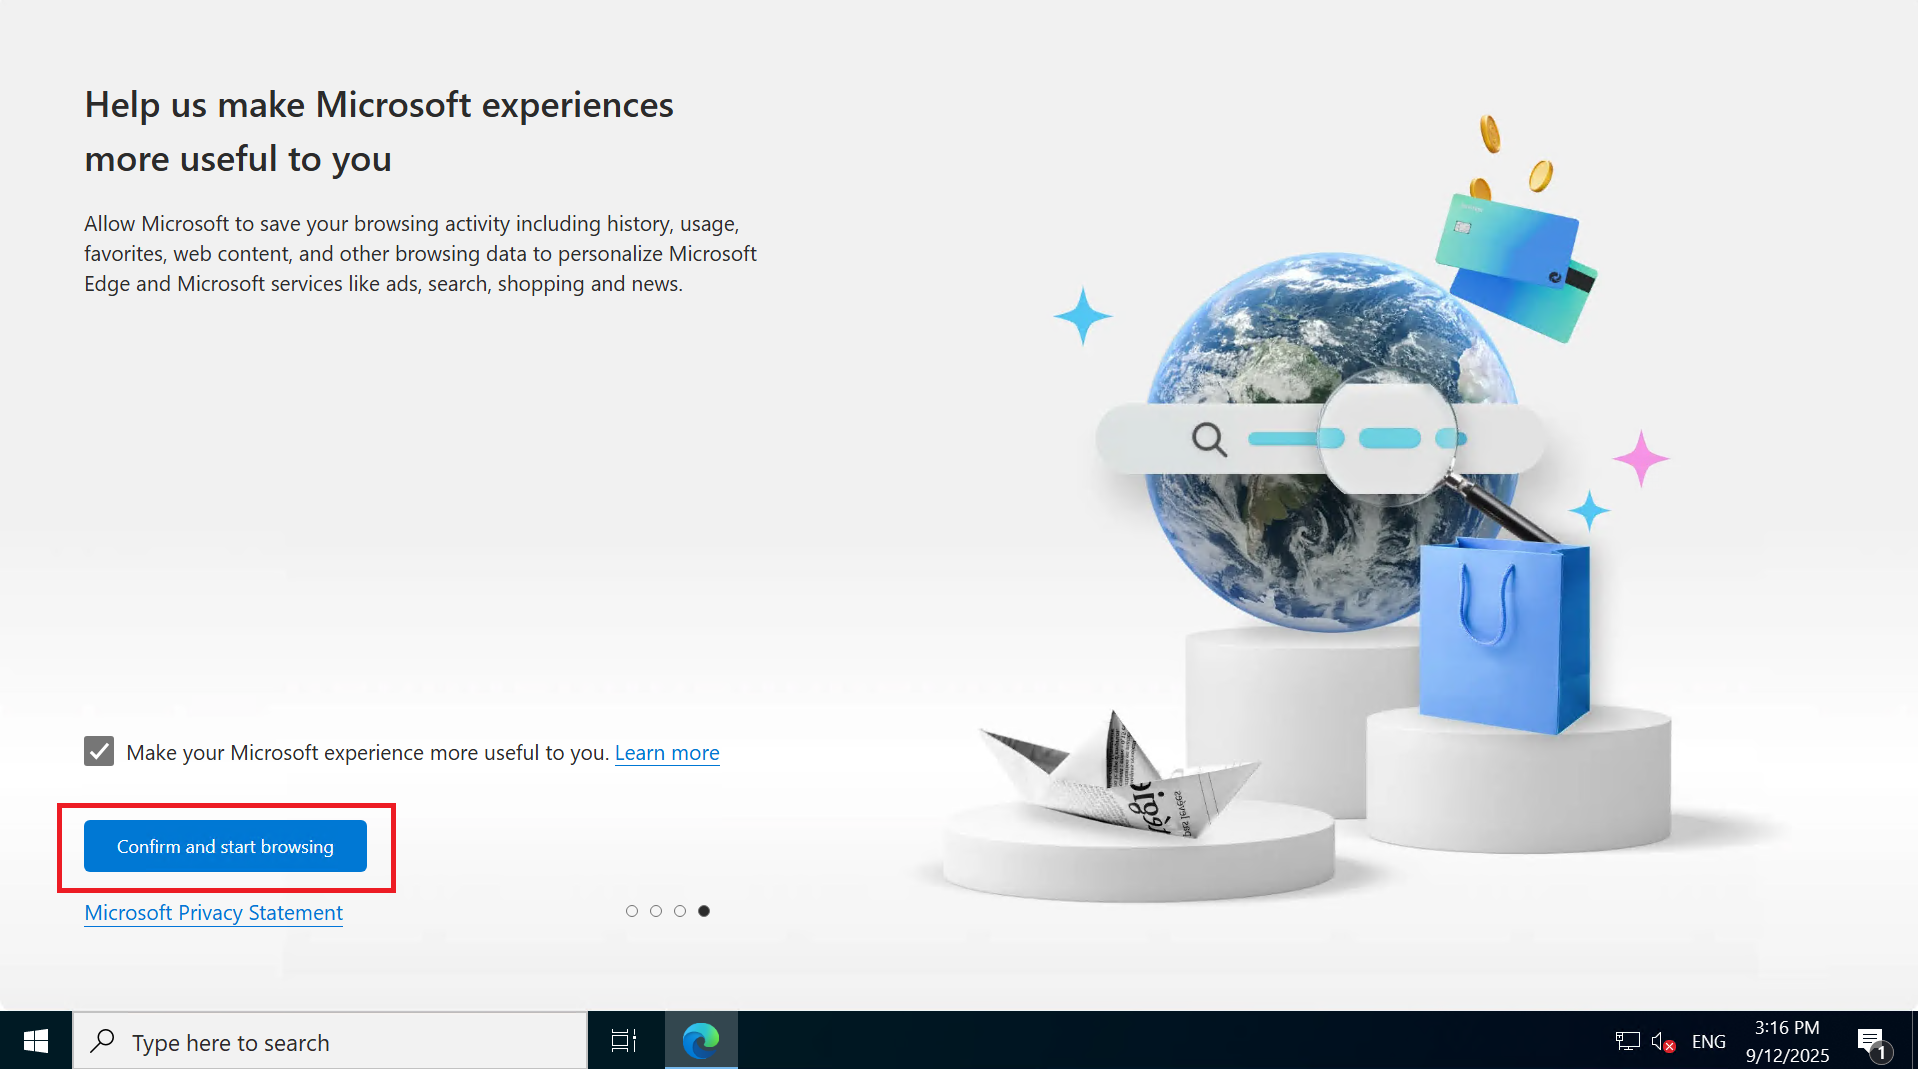 Help us make Microsoft experiences
more useful to you
Allow Microsoft to save your browsing activity including history, usage,
favorites, web content, and other browsing data to personalize Microsoft
Edge and Microsoft services like ads, search, shopping and news.
Make your Microsoft experience more useful to you. Learn more
Confirm and start browsing
Microsoft Privacy Statement
Type here to search
ENG
3:16 PM
9/12/2025
1